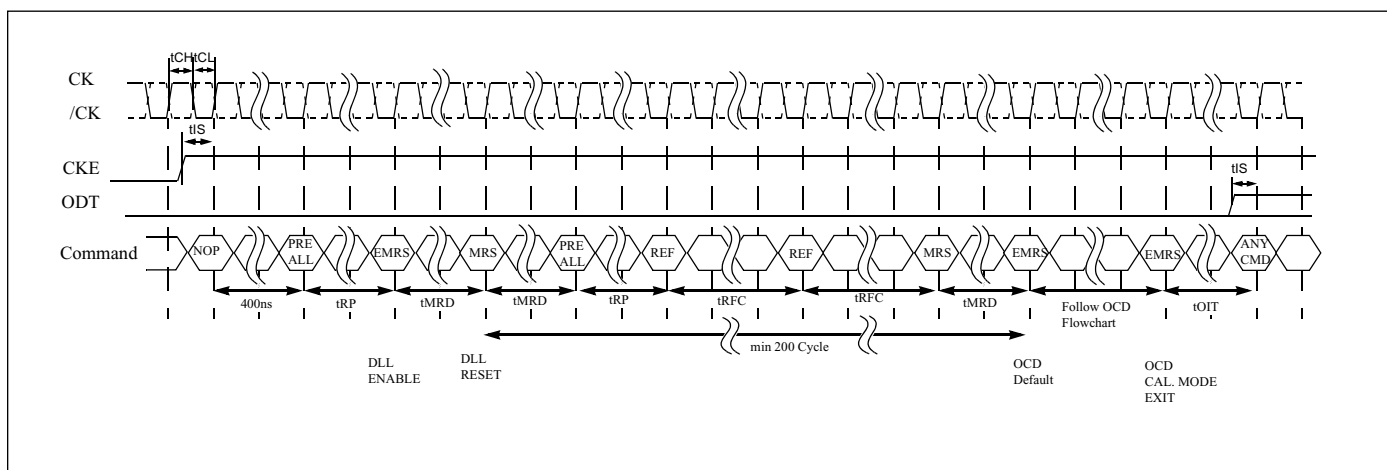 tCH tCL
CK
/CK
tIS
CKE
tIS
ODT
Command NOP PRE ALL EMRS MRS PRE ALL REF REF MRS EMRS EMRS ANY CMD
400ns tRP tMRD tMRD tRP tRFC tRFC tMRD Follow OCD Flowchart tOIT
min 200 Cycle
DLL ENABLE
DLL RESET
OCD Default
OCD CAL. MODE EXIT